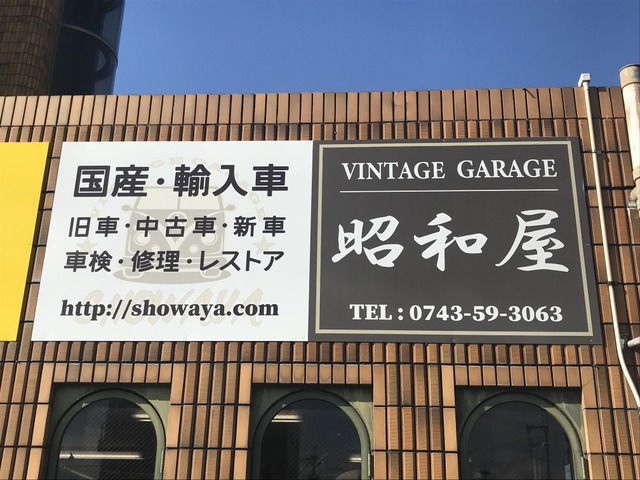 国産・輸入車
旧車・中古車・新車
車検・修理・レストア
http://showaya.com
SHOWAYA
VINTAGE GARAGE
昭和屋
TEL : 0743-59-3063